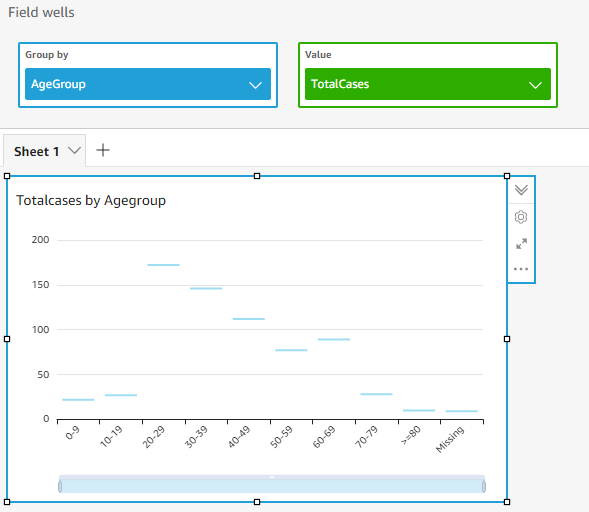 Field wells
Group by
Value
AgeGroup
TotalCases
Sheet 1
Totalcases by Agegroup
200
150
100
50
0
0-9
10-19
20-29
30-39
40-49
50-59
60-69
70-79
>=80
Missing